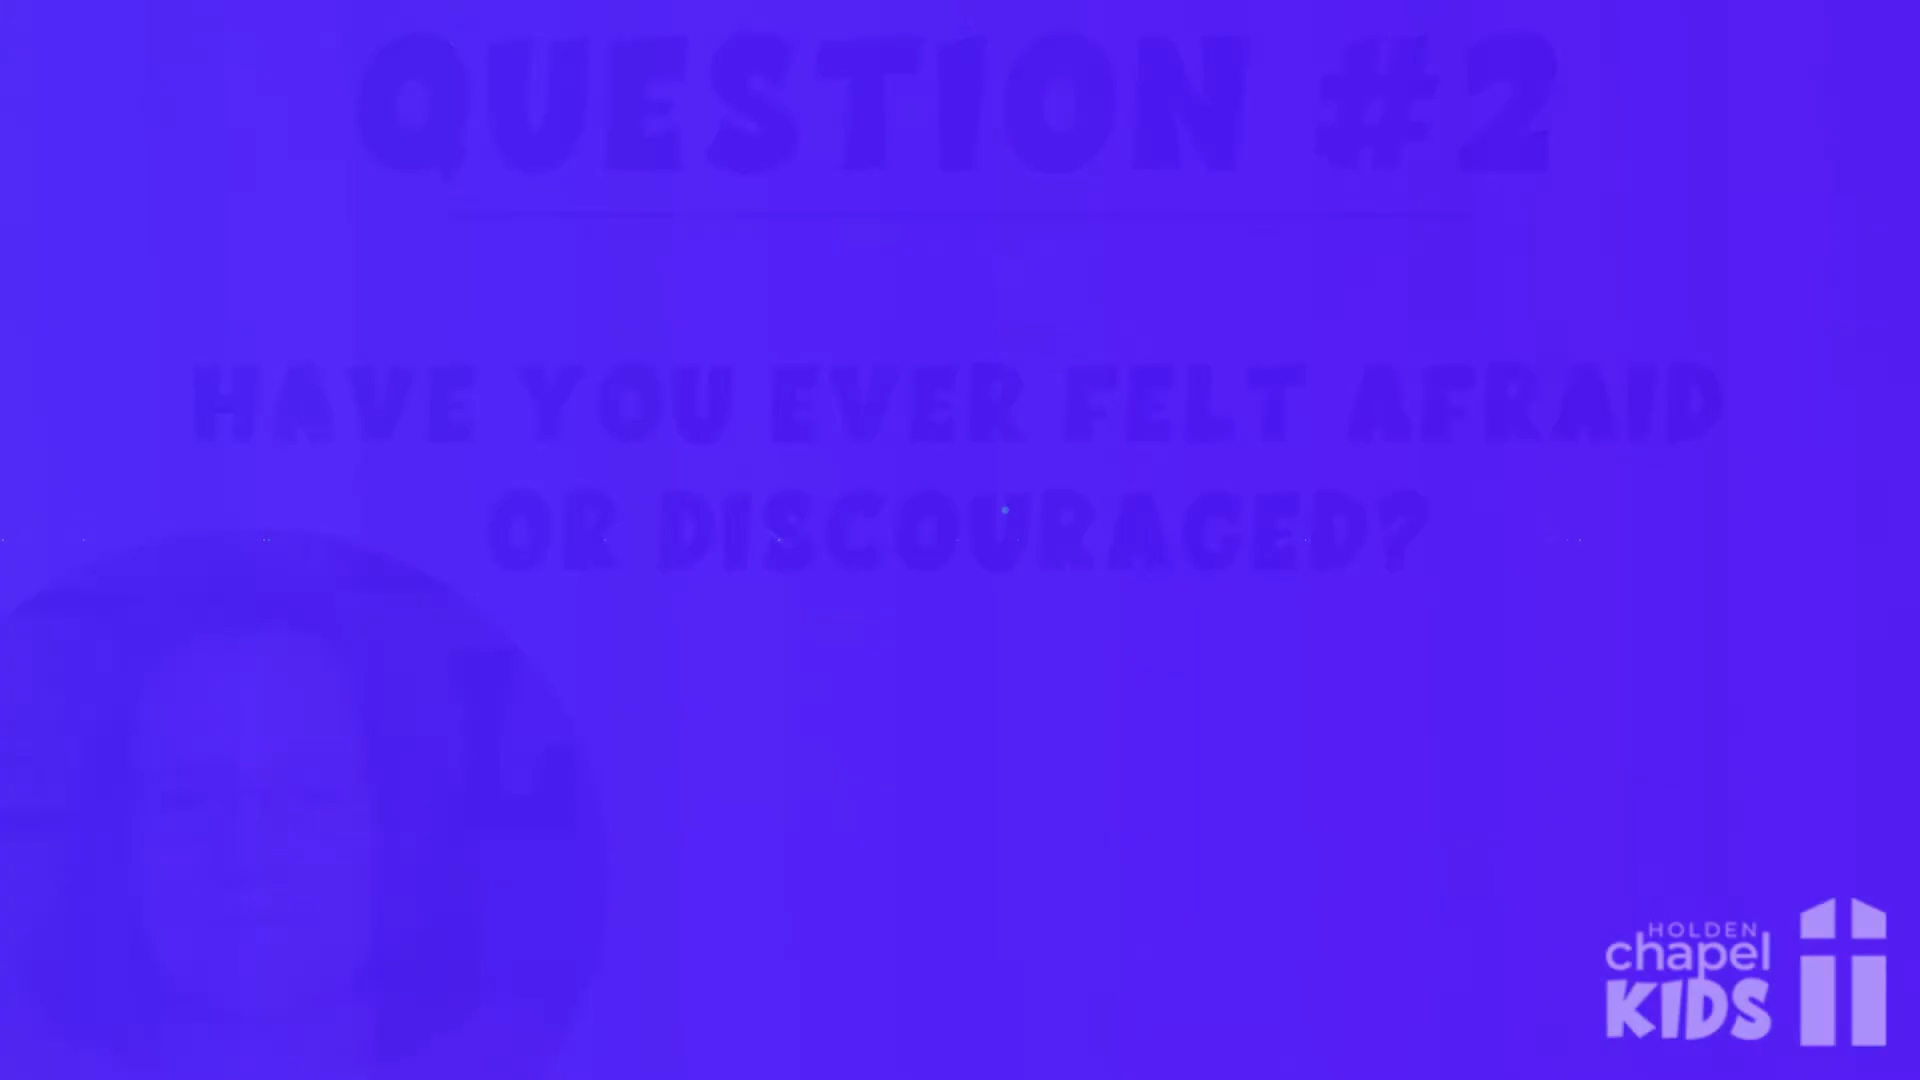 QUESTION #2
HAVE YOU EVER FELT AFRAID
OR DISCOURAGED?
HOLDEN
chapel
KIDS